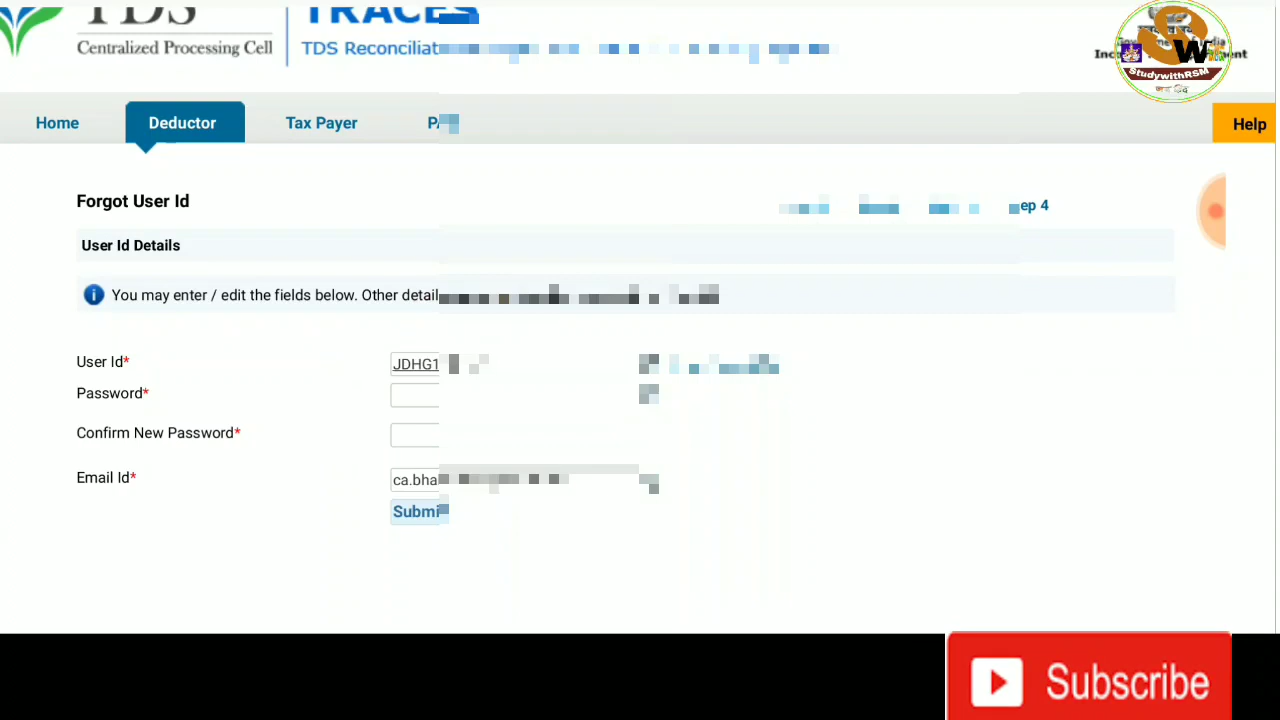 TDS
TRACES
Centralized Processing Cell
TDS Reconciliat
StudywithRSM
Home
Deductor
Tax Payer
Help
Forgot User Id
ep 4
User Id Details
You may enter / edit the fields below. Other detail
User Id*
JDHG1
Password*
Confirm New Password*
Email Id*
ca.bha
Submi
Subscribe